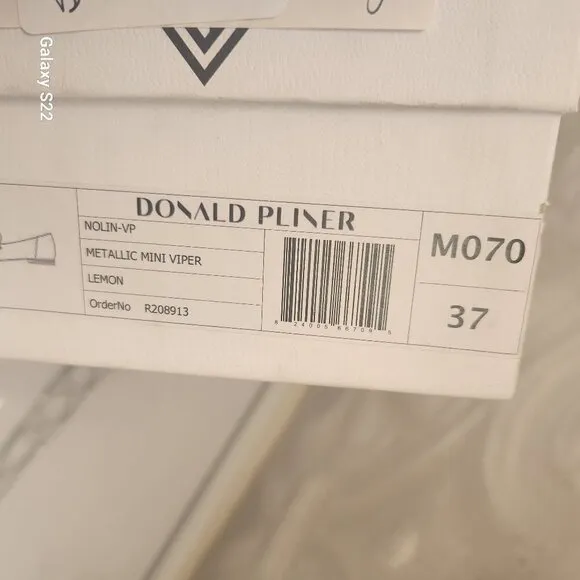 Galaxy S22
DONALD PLINER
NOLIN-VP
METALLIC MINI VIPER
LEMON
OrderNo R208913
M070
37